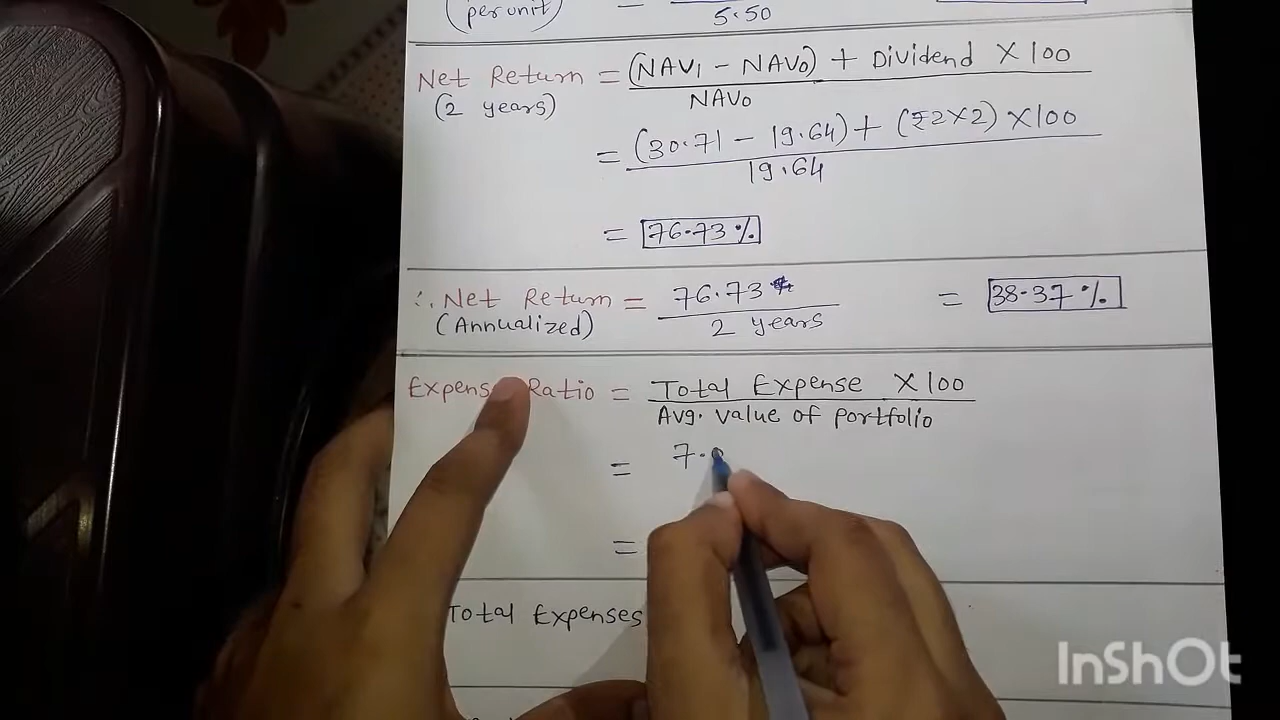 (per unit) = 5.50
Net Return = (NAV₁ - NAV₀) + Dividend X 100
(2 years) NAV₀
= (30.71 - 19.64) + (₹2X2) X 100
19.64
= 76.73 %
∴ Net Return = 76.73 = 38.37 %
(Annualized) 2 years
Expens Ratio = Total Expense X 100
Avg. value of portfolio
= 7.
=
Total Expenses
InShOt